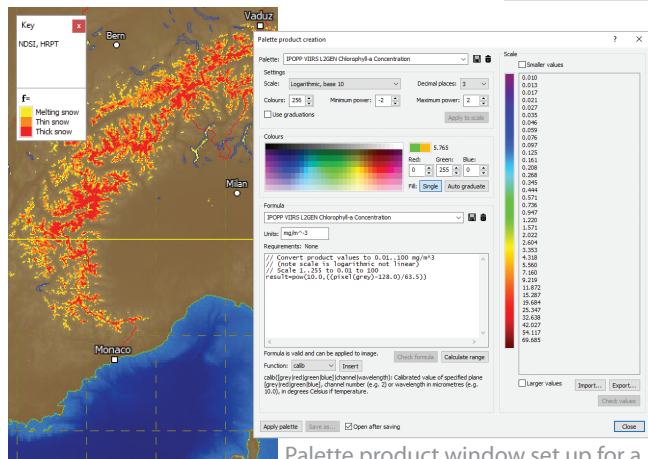 Key
x
NDSI, HRPT
f=
Melting snow
Thin snow
Thick snow
Vaduz
Bern
Milan
Monaco
Palette product creation
? ×
Palette: IPOPP VIIRS L2GEN Chlorophyll-a Concentration
Settings
Scale: Logarithmic, base 10
Decimal places: 3
Colours: 256
Minimum power: -2
Maximum power: 2
Use graduations
Apply to scale
Colours
5.765
Red: Green: Blue:
0 255 0
Fill: Single Auto graduate
Formula
IPOPP VIIRS L2GEN Chlorophyll-a Concentration
Units: mg/m^-3
Requirements: None
// Convert product values to 0.01..100 mg/m^3
// (note scale is logarithmic not linear)
// Scale 1..255 to 0.01 to 100
result=pow(10.0,((pixel(grey)-128.0)/63.5))
Formula is valid and can be applied to image.
Check formula Calculate range
Function: calib Insert
calib([grey|red|green|blue]|channel|wavelength): Calibrated value of specified plane
(grey|red|green|blue), channel number (e.g. 2) or wavelength in micrometres (e.g.
10.0), in degrees Celsius if temperature.
Apply palette Save as... Open after saving
Scale
Smaller values
0.010
0.013
0.017
0.021
0.027
0.035
0.046
0.059
0.076
0.097
0.125
0.161
0.208
0.268
0.345
0.444
0.571
0.736
0.947
1.220
1.571
2.022
2.604
3.353
4.318
5.560
7.160
9.219
11.872
15.287
19.684
25.347
32.638
42.027
54.117
69.685
Larger values Import... Export...
Check values
Close
Palette product window set up for a